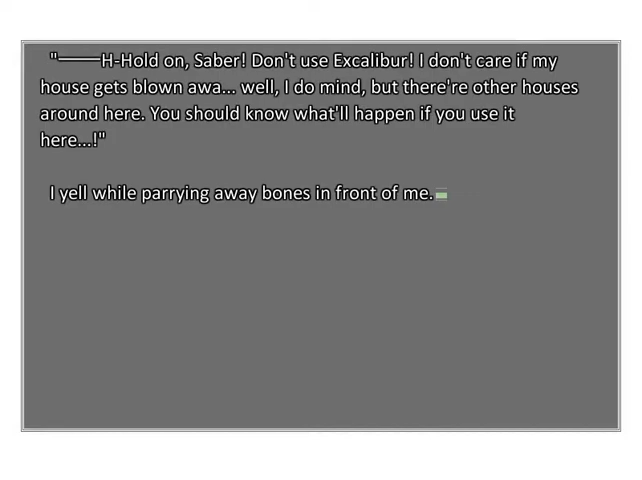 "───H-Hold on, Saber! Don't use Excalibur! I don't care if my
house gets blown awa... well, I do mind, but there're other houses
around here. You should know what'll happen if you use it
here...!"
I yell while parrying away bones in front of me.